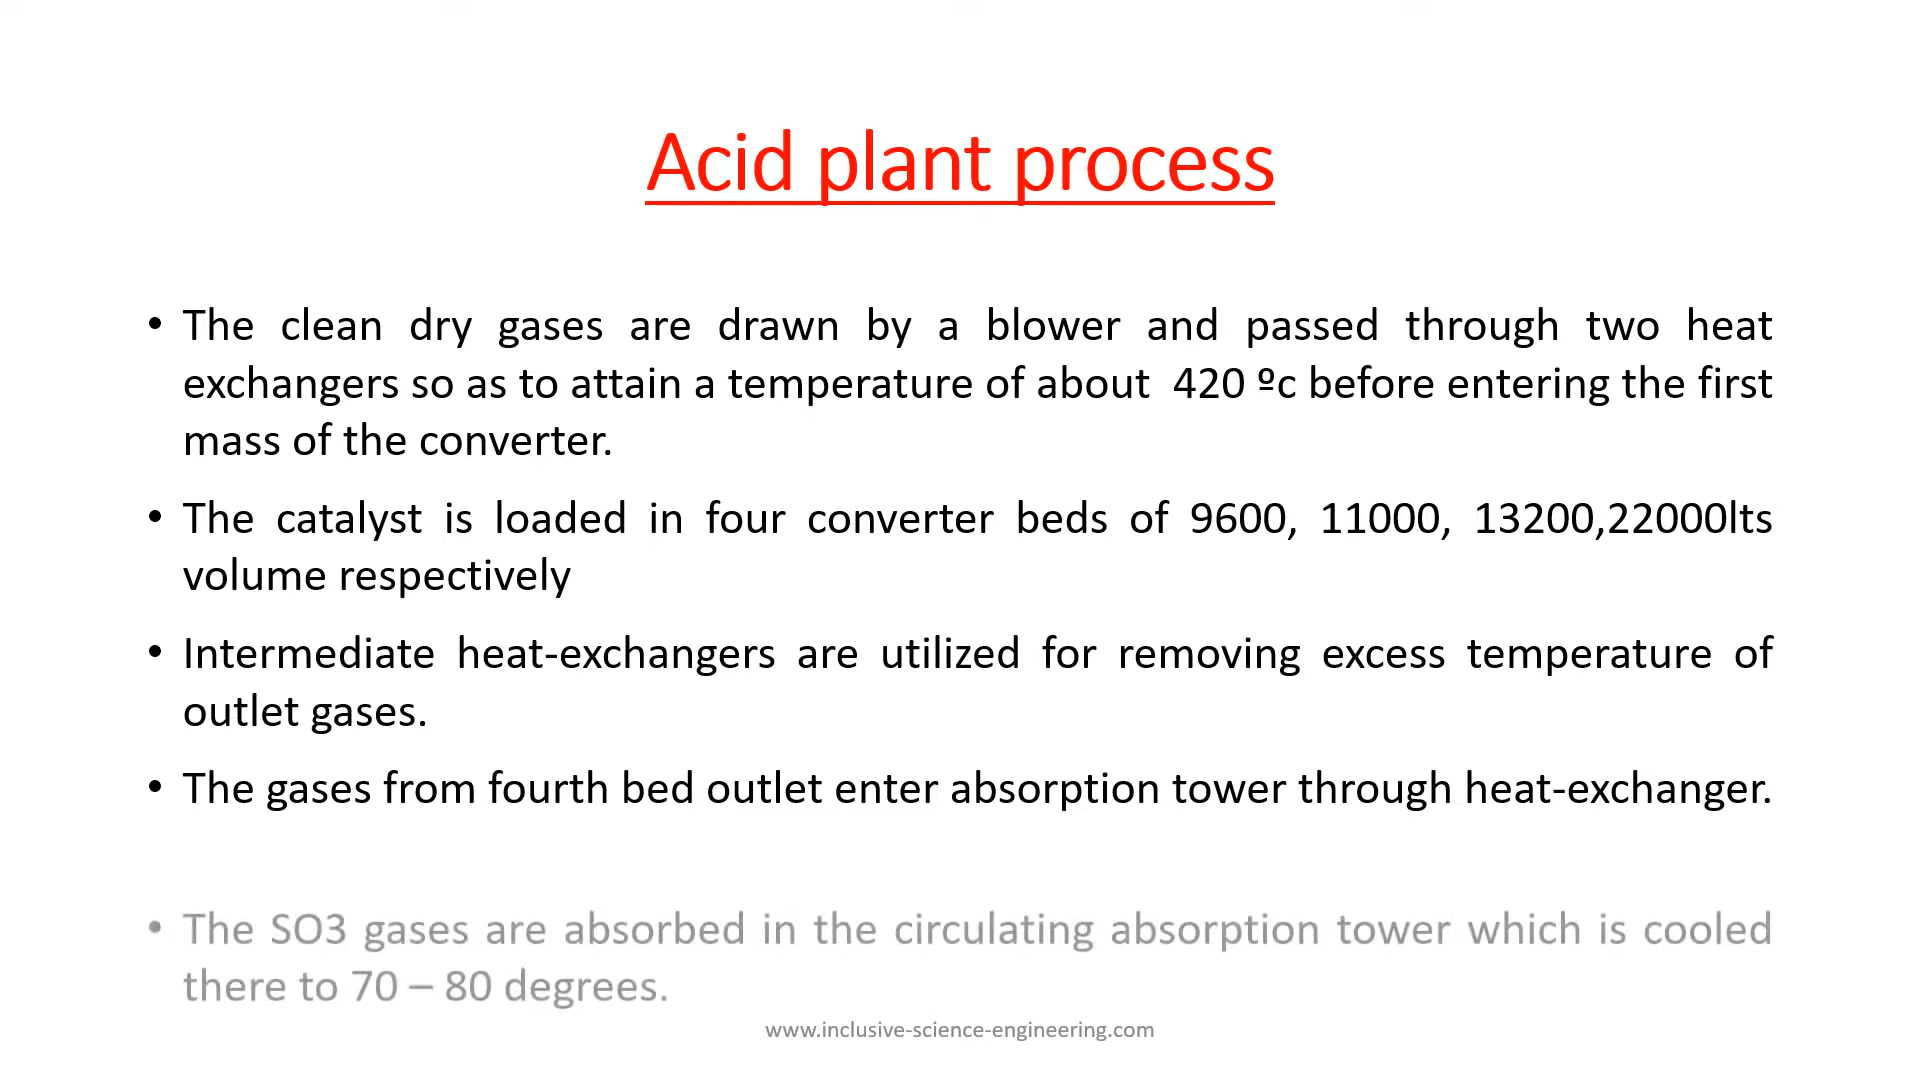 Acid plant process
• The clean dry gases are drawn by a blower and passed through two heat
exchangers so as to attain a temperature of about 420 ºc before entering the first
mass of the converter.
• The catalyst is loaded in four converter beds of 9600, 11000, 13200,22000lts
volume respectively
• Intermediate heat-exchangers are utilized for removing excess temperature of
outlet gases.
• The gases from fourth bed outlet enter absorption tower through heat-exchanger.
• The SO3 gases are absorbed in the circulating absorption tower which is cooled
there to 70 – 80 degrees.
www.inclusive-science-engineering.com